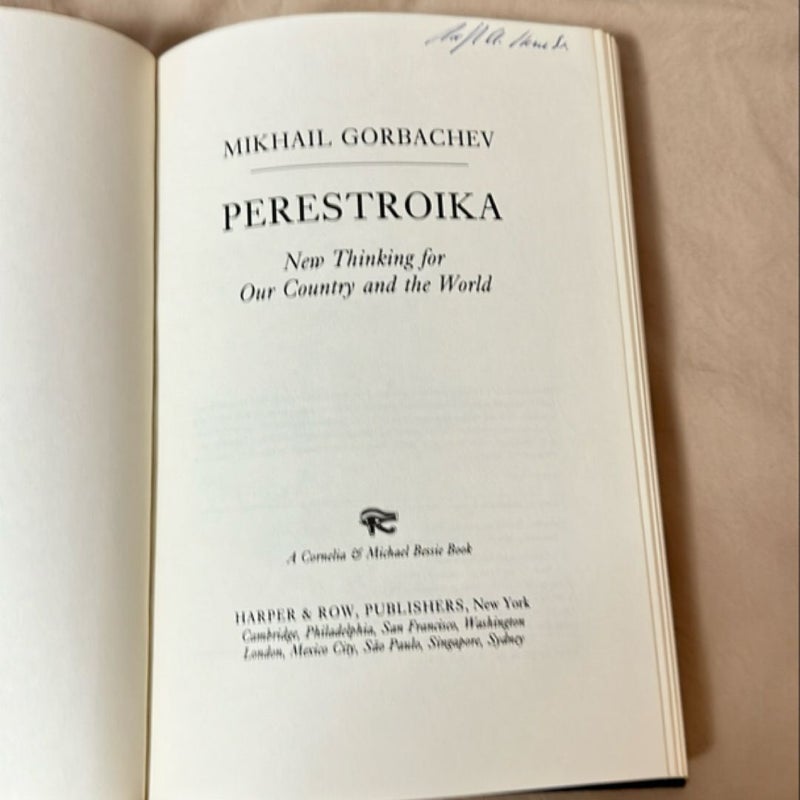 MIKHAIL GORBACHEV
PERESTROIKA
New Thinking for
Our Country and the World
A Cornelia & Michael Bessie Book
HARPER & ROW, PUBLISHERS, New York
Cambridge, Philadelphia, San Francisco, Washington
London, Mexico City, São Paulo, Singapore, Sydney